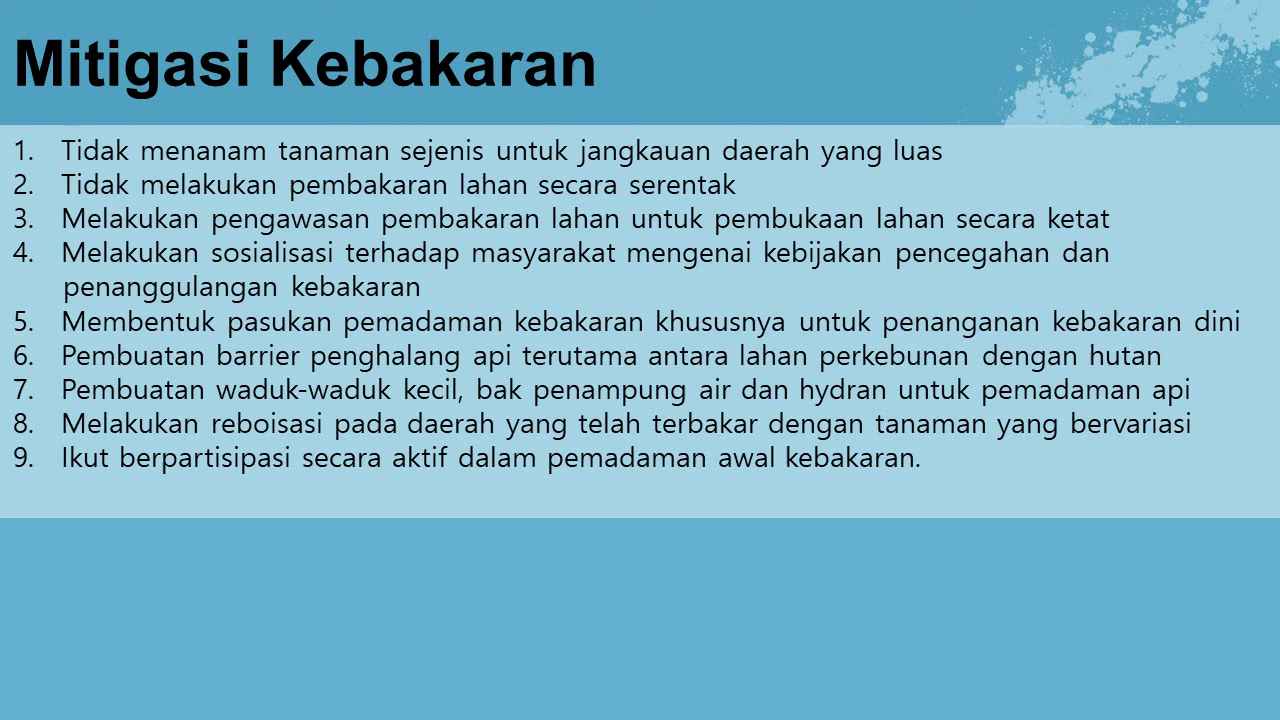 Mitigasi Kebakaran
1. Tidak menanam tanaman sejenis untuk jangkauan daerah yang luas
2. Tidak melakukan pembakaran lahan secara serentak
3. Melakukan pengawasan pembakaran lahan untuk pembukaan lahan secara ketat
4. Melakukan sosialisasi terhadap masyarakat mengenai kebijakan pencegahan dan
penanggulangan kebakaran
5. Membentuk pasukan pemadaman kebakaran khususnya untuk penanganan kebakaran dini
6. Pembuatan barrier penghalang api terutama antara lahan perkebunan dengan hutan
7. Pembuatan waduk-waduk kecil, bak penampung air dan hydran untuk pemadaman api
8. Melakukan reboisasi pada daerah yang telah terbakar dengan tanaman yang bervariasi
9. Ikut berpartisipasi secara aktif dalam pemadaman awal kebakaran.